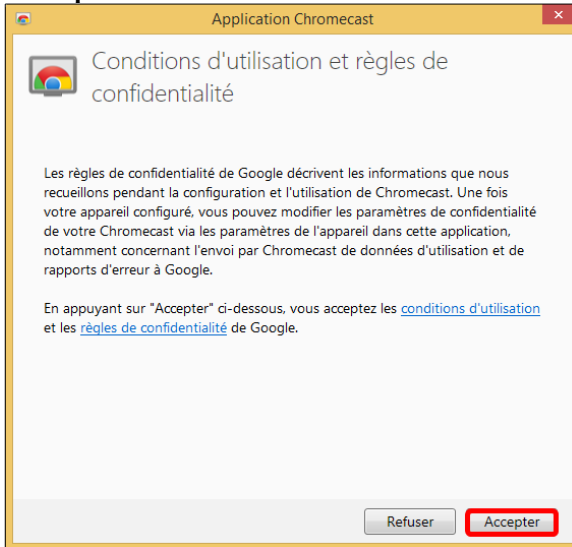 Application Chromecast
Conditions d'utilisation et règles de
confidentialité
Les règles de confidentialité de Google décrivent les informations que nous
recueillons pendant la configuration et l'utilisation de Chromecast. Une fois
votre appareil configuré, vous pouvez modifier les paramètres de confidentialité
de votre Chromecast via les paramètres de l'appareil dans cette application,
notamment concernant l'envoi par Chromecast de données d'utilisation et de
rapports d'erreur à Google.
En appuyant sur "Accepter" ci-dessous, vous acceptez les conditions d'utilisation
et les règles de confidentialité de Google.
Refuser Accepter